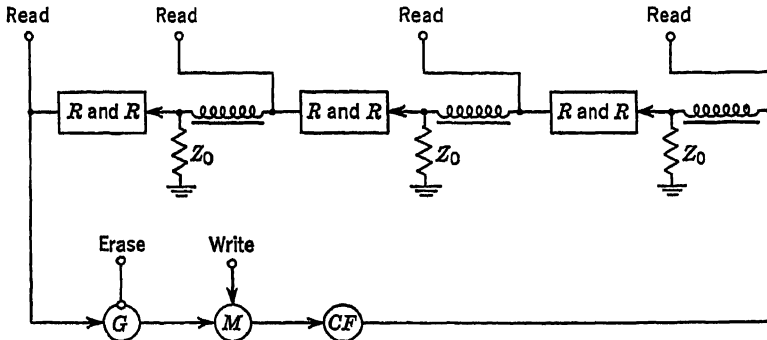 Read Read Read Read
R and R R and R R and R
Z0 Z0 Z0
Erase Write
G M CF